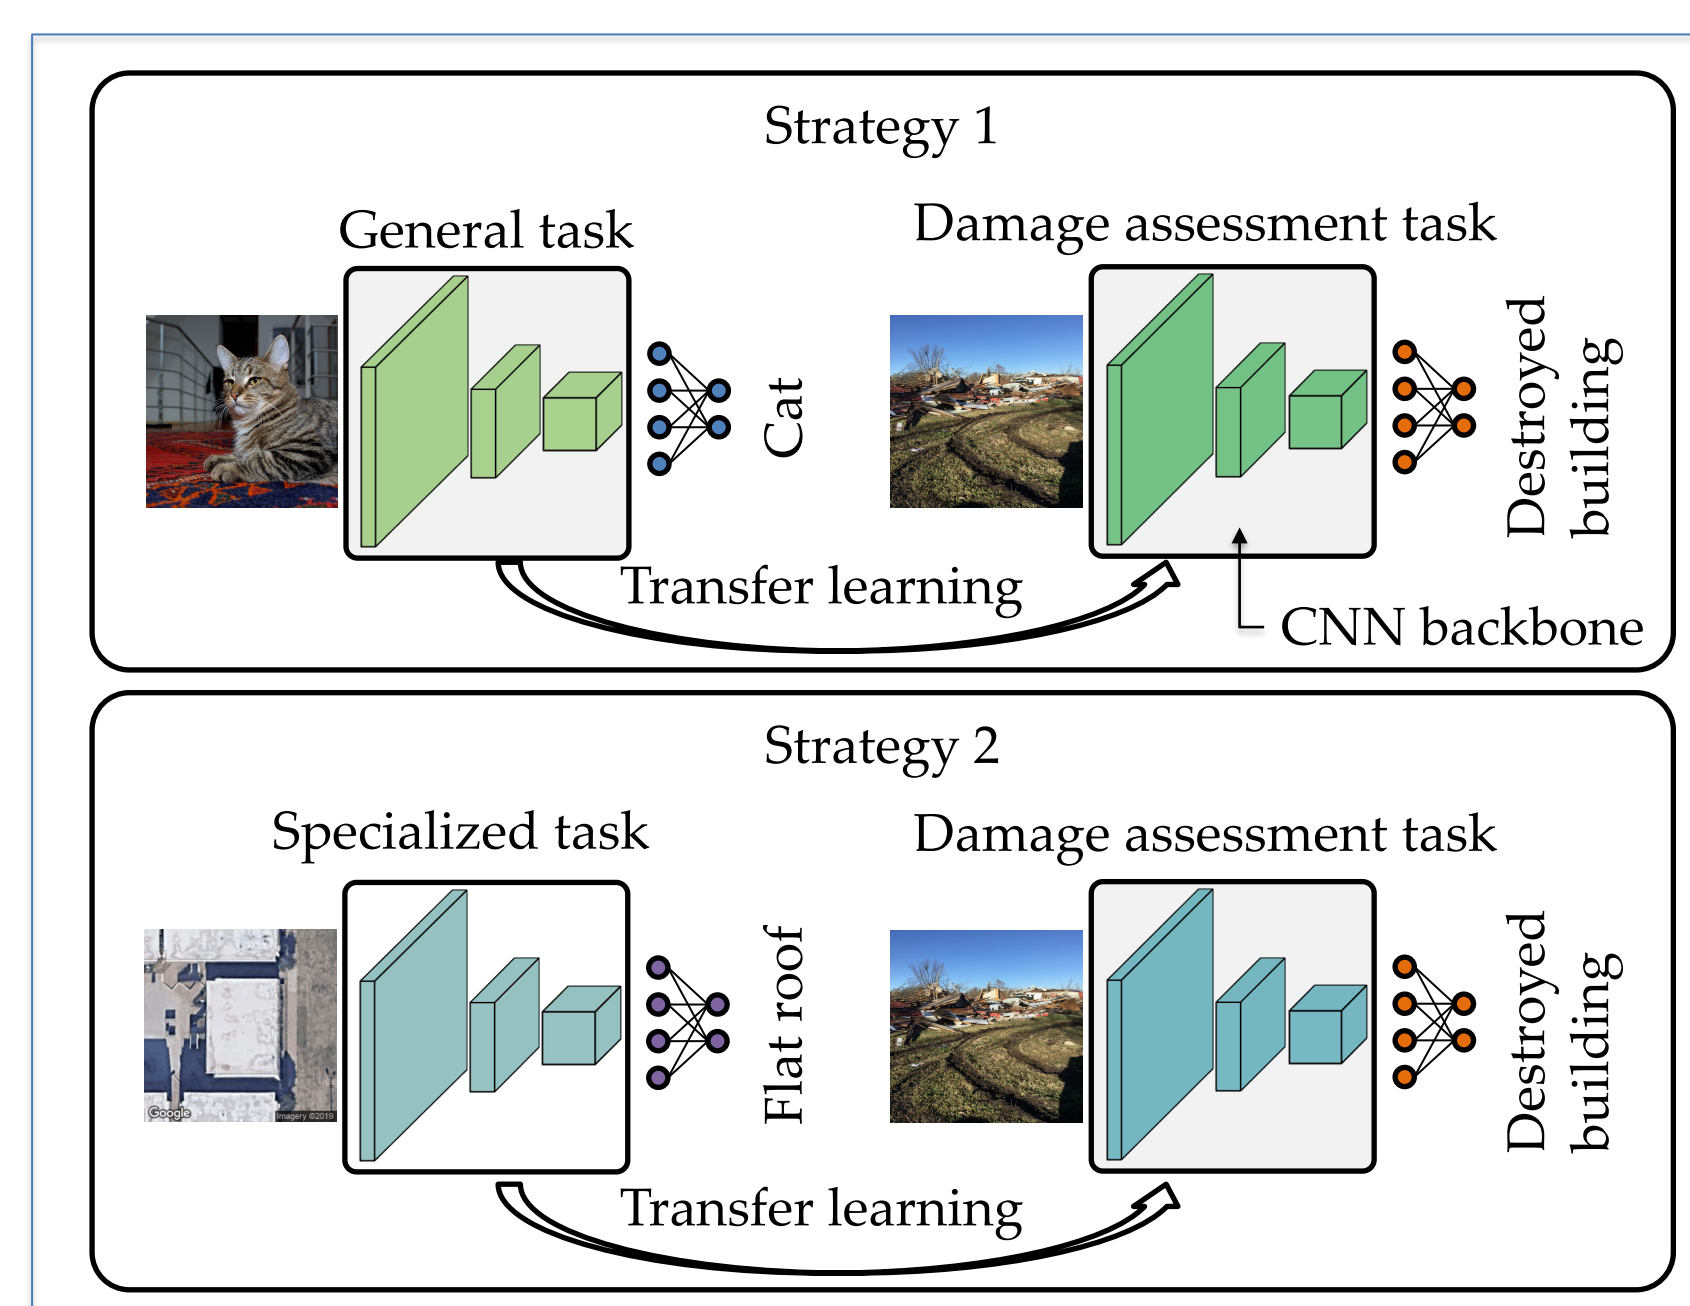 Strategy 1
General task
Damage assessment task
Cat
Destroyed
building
Transfer learning
CNN backbone
Strategy 2
Specialized task
Damage assessment task
Google
Imagery ©2019
Flat roof
Destroyed
building
Transfer learning